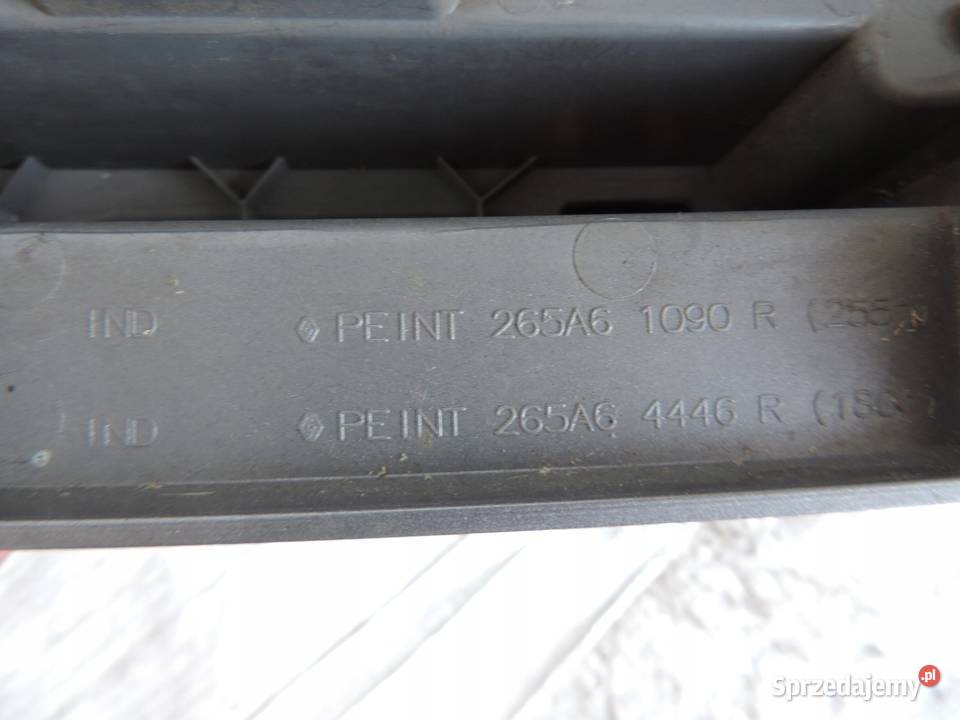 IND PEINT 265A6 1090 R
IND PEINT 265A6 4446 R
Sprzedajemy.pl